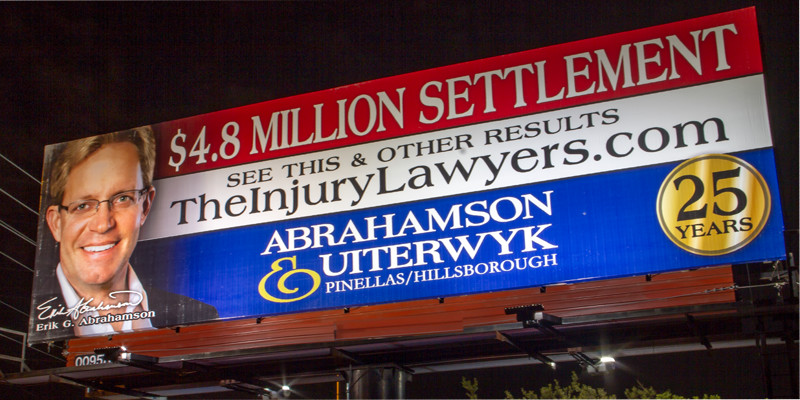 $4.8 MILLION SETTLEMENT
SEE THIS & OTHER RESULTS
TheInjuryLawyers.com
ABRAHAMSON
& UITERWYK
PINELLAS/HILLSBOROUGH
25
YEARS
Erik G. Abrahamson